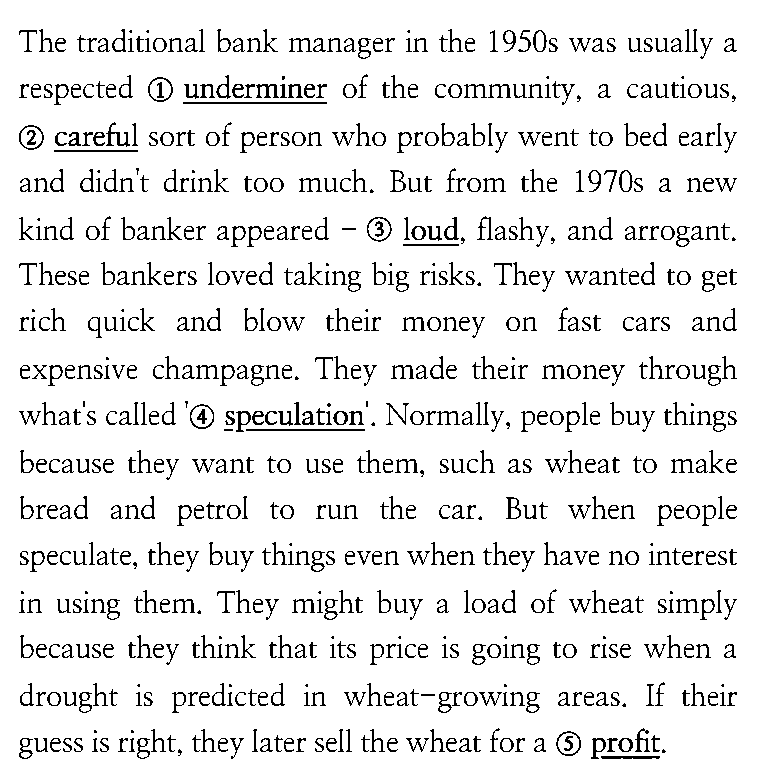 The traditional bank manager in the 1950s was usually a
respected ① underminer of the community, a cautious,
② careful sort of person who probably went to bed early
and didn't drink too much. But from the 1970s a new
kind of banker appeared - ③ loud, flashy, and arrogant.
These bankers loved taking big risks. They wanted to get
rich quick and blow their money on fast cars and
expensive champagne. They made their money through
what's called '④ speculation'. Normally, people buy things
because they want to use them, such as wheat to make
bread and petrol to run the car. But when people
speculate, they buy things even when they have no interest
in using them. They might buy a load of wheat simply
because they think that its price is going to rise when a
drought is predicted in wheat-growing areas. If their
guess is right, they later sell the wheat for a ⑤ profit.